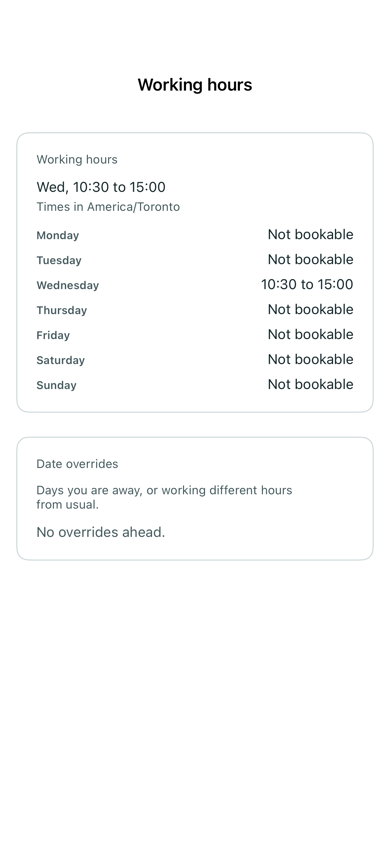 Working hours
Working hours
Wed, 10:30 to 15:00
Times in America/Toronto
Monday Not bookable
Tuesday Not bookable
Wednesday 10:30 to 15:00
Thursday Not bookable
Friday Not bookable
Saturday Not bookable
Sunday Not bookable
Date overrides
Days you are away, or working different hours
from usual.
No overrides ahead.